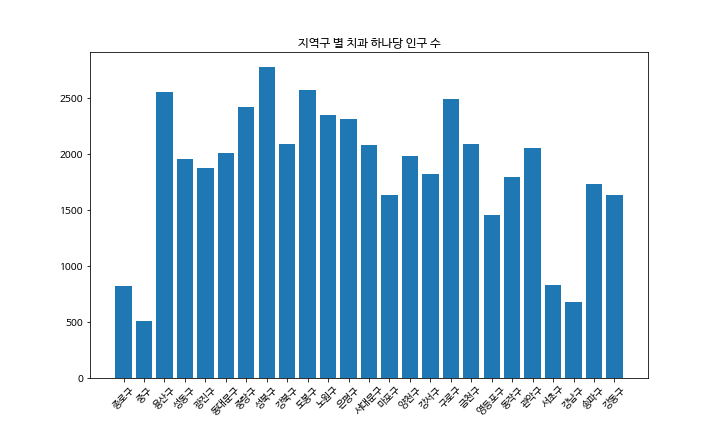 지역구 별 치과 하나당 인구 수
2500
2000
1500
1000
500
0
종로구
중구
용산구
성동구
광진구
동대문구
중랑구
성북구
강북구
도봉구
노원구
은평구
서대문구
마포구
양천구
강서구
구로구
금천구
영등포구
동작구
관악구
서초구
강남구
송파구
강동구